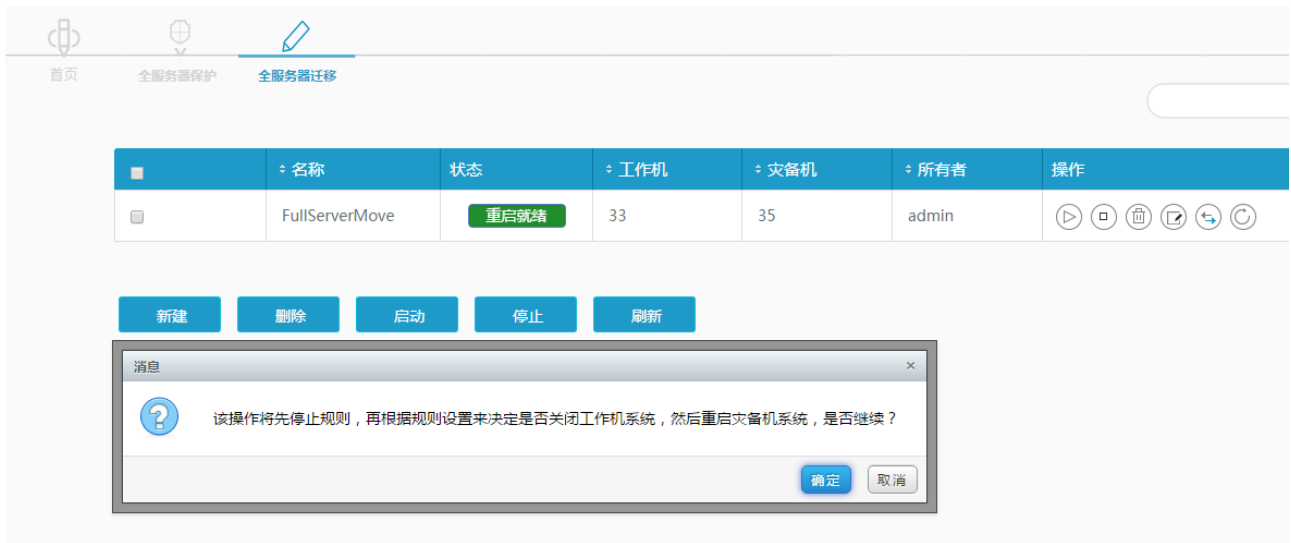 首页
全服务器保护
全服务器迁移
名称 状态 工作机 灾备机 所有者 操作
FullServerMove 重启就绪 33 35 admin
新建 删除 启动 停止 刷新
消息
该操作将先停止规则，再根据规则设置来决定是否关闭工作机系统，然后重启灾备机系统，是否继续？
确定 取消